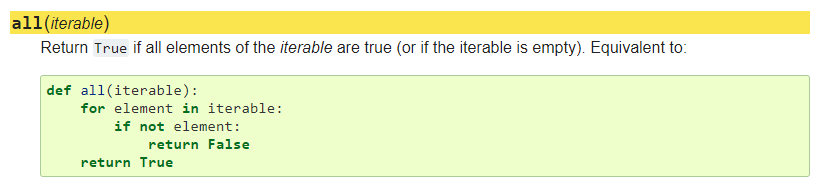 all(iterable)
Return True if all elements of the iterable are true (or if the iterable is empty). Equivalent to:
def all(iterable):
    for element in iterable:
        if not element:
            return False
    return True